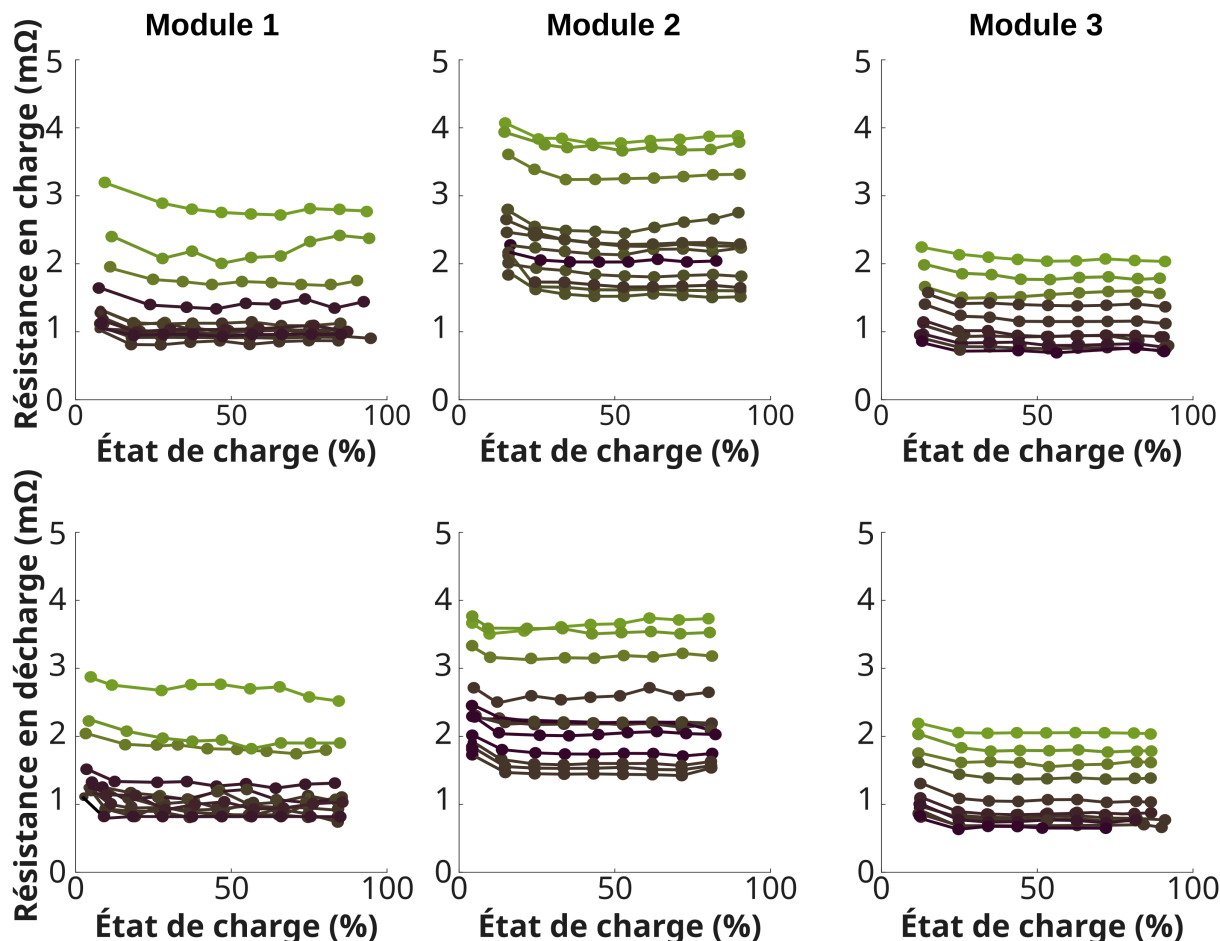 Module 1 Module 2 Module 3
Résistance en charge (mΩ)
5 4 3 2 1 0
0 50 100
État de charge (%)
5 4 3 2 1 0
0 50 100
État de charge (%)
5 4 3 2 1 0
0 50 100
État de charge (%)
Résistance en décharge (mΩ)
5 4 3 2 1 0
0 50 100
État de charge (%)
5 4 3 2 1 0
0 50 100
État de charge (%)
5 4 3 2 1 0
0 50 100
État de charge (%)